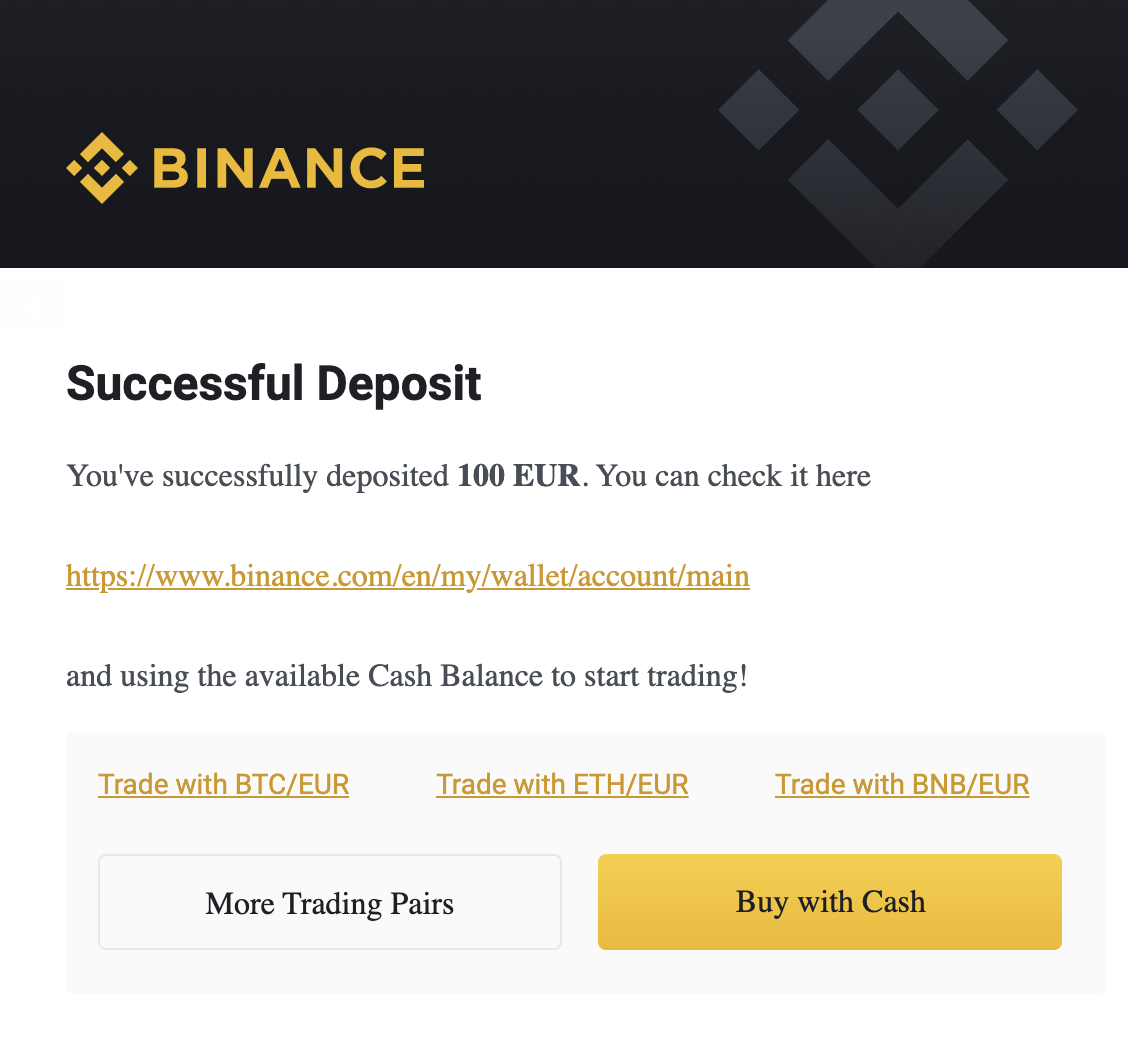 BINANCE
Successful Deposit
You've successfully deposited 100 EUR. You can check it here
https://www.binance.com/en/my/wallet/account/main
and using the available Cash Balance to start trading!
Trade with BTC/EUR Trade with ETH/EUR Trade with BNB/EUR
More Trading Pairs Buy with Cash